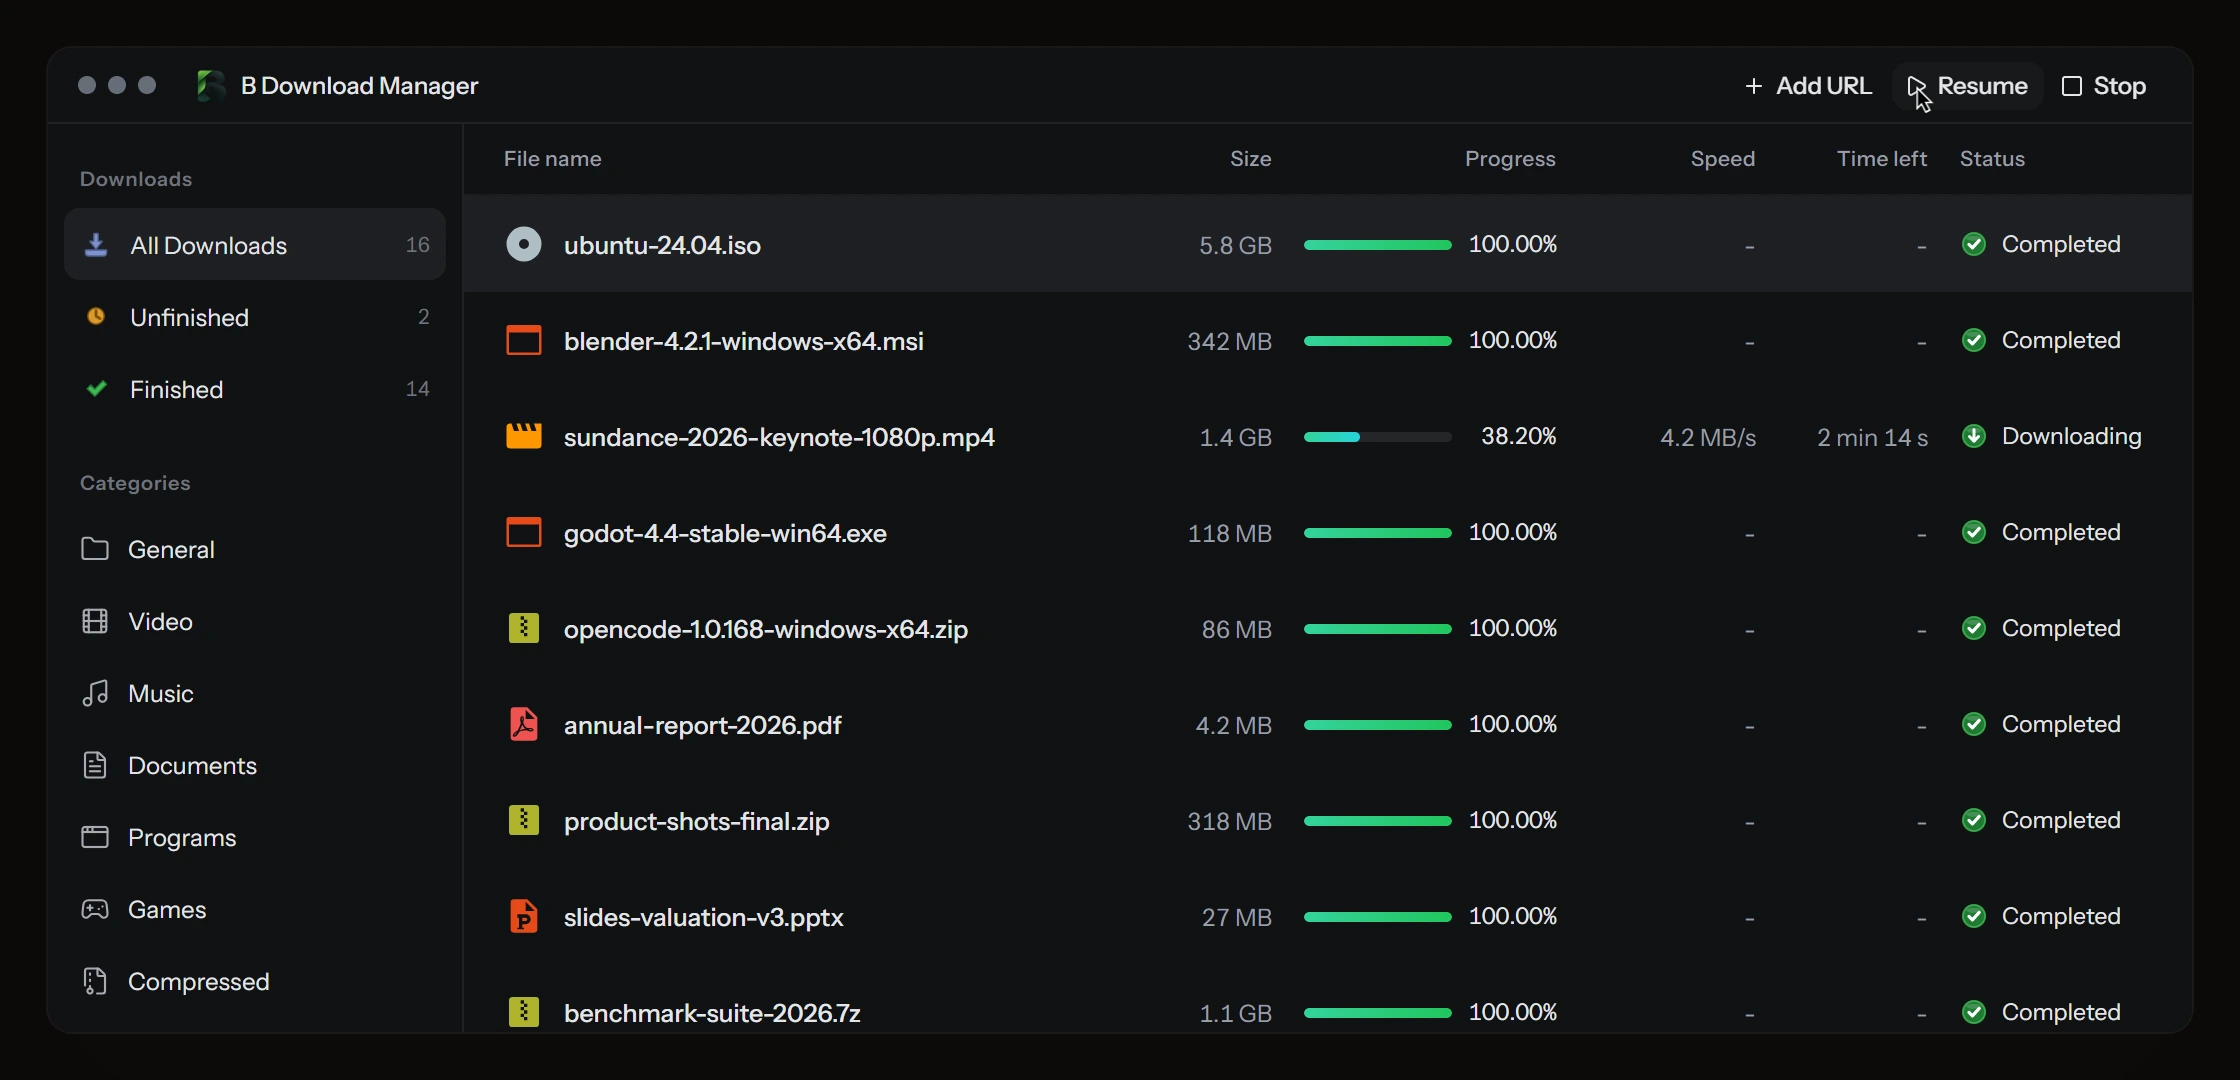 B Download Manager
Add URL
Resume
Stop
Downloads
All Downloads 16
Unfinished 2
Finished 14
Categories
General
Video
Music
Documents
Programs
Games
Compressed
File name Size Progress Speed Time left Status
ubuntu-24.04.iso 5.8 GB 100.00% - - Completed
blender-4.2.1-windows-x64.msi 342 MB 100.00% - - Completed
sundance-2026-keynote-1080p.mp4 1.4 GB 38.20% 4.2 MB/s 2 min 14 s Downloading
godot-4.4-stable-win64.exe 118 MB 100.00% - - Completed
opencode-1.0.168-windows-x64.zip 86 MB 100.00% - - Completed
annual-report-2026.pdf 4.2 MB 100.00% - - Completed
product-shots-final.zip 318 MB 100.00% - - Completed
slides-valuation-v3.pptx 27 MB 100.00% - - Completed
benchmark-suite-2026.7z 1.1 GB 100.00% - - Completed